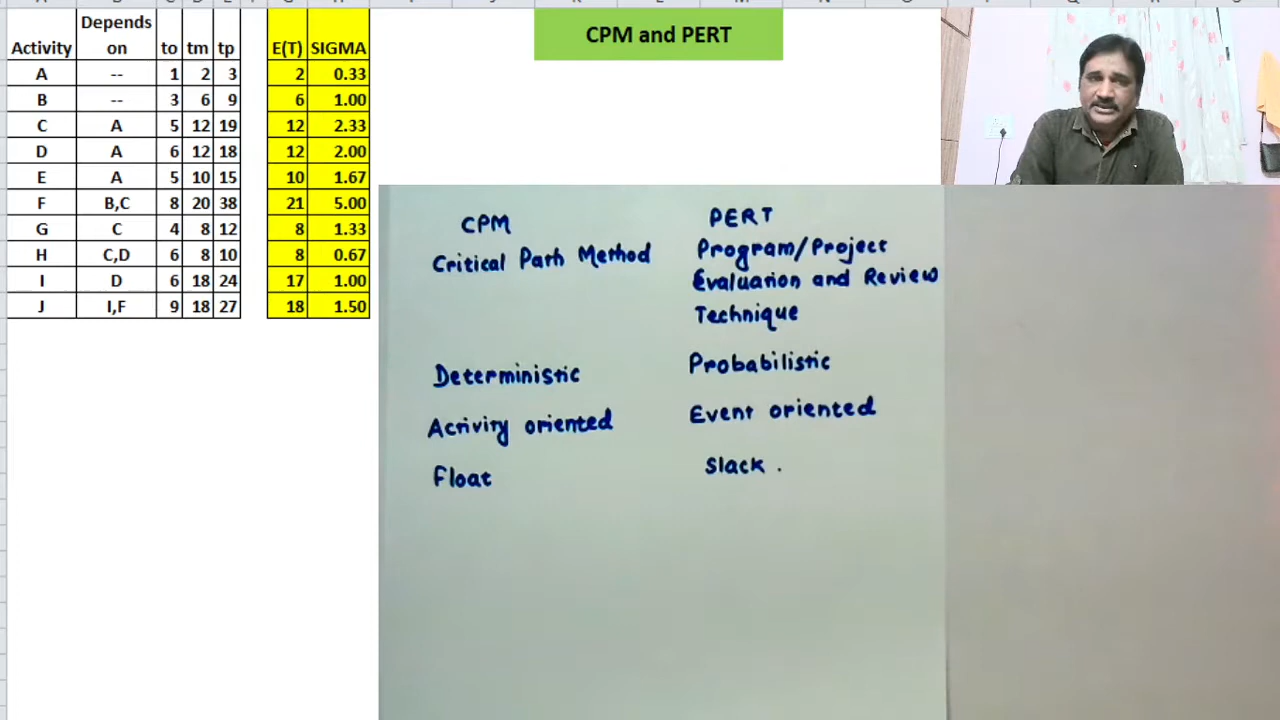 CPM and PERT
Depends
Activity on to tm tp E(T) SIGMA
A -- 1 2 3 2 0.33
B -- 3 6 9 6 1.00
C A 5 12 19 12 2.33
D A 6 12 18 12 2.00
E A 5 10 15 10 1.67
F B,C 8 20 38 21 5.00
G C 4 8 12 8 1.33
H C,D 6 8 10 8 0.67
I D 6 18 24 17 1.00
J I,F 9 18 27 18 1.50
CPM PERT
Critical Path Method Program/Project
Evaluation and Review
Technique
Deterministic Probabilistic
Activity oriented Event oriented
Float Slack .